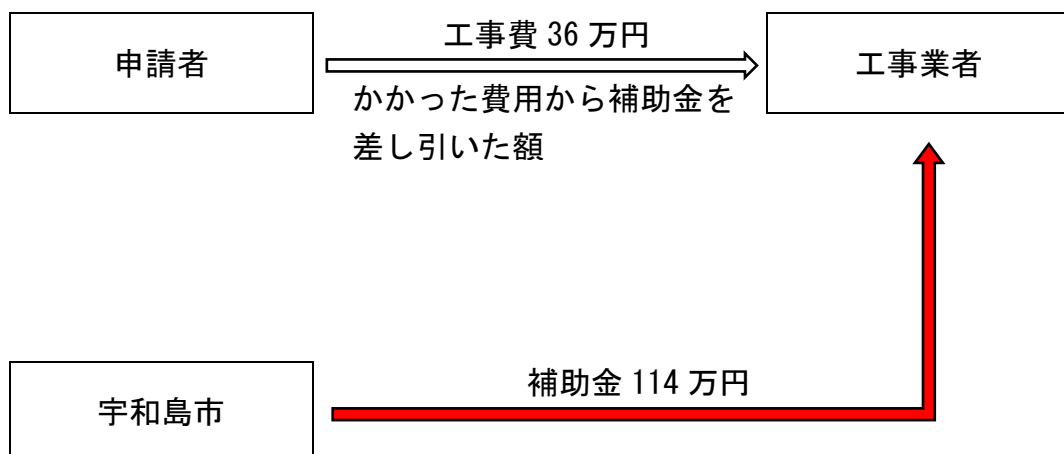 申請者
工事費 36 万円
工事業者
かかった費用から補助金を
差し引いた額
補助金 114 万円
宇和島市